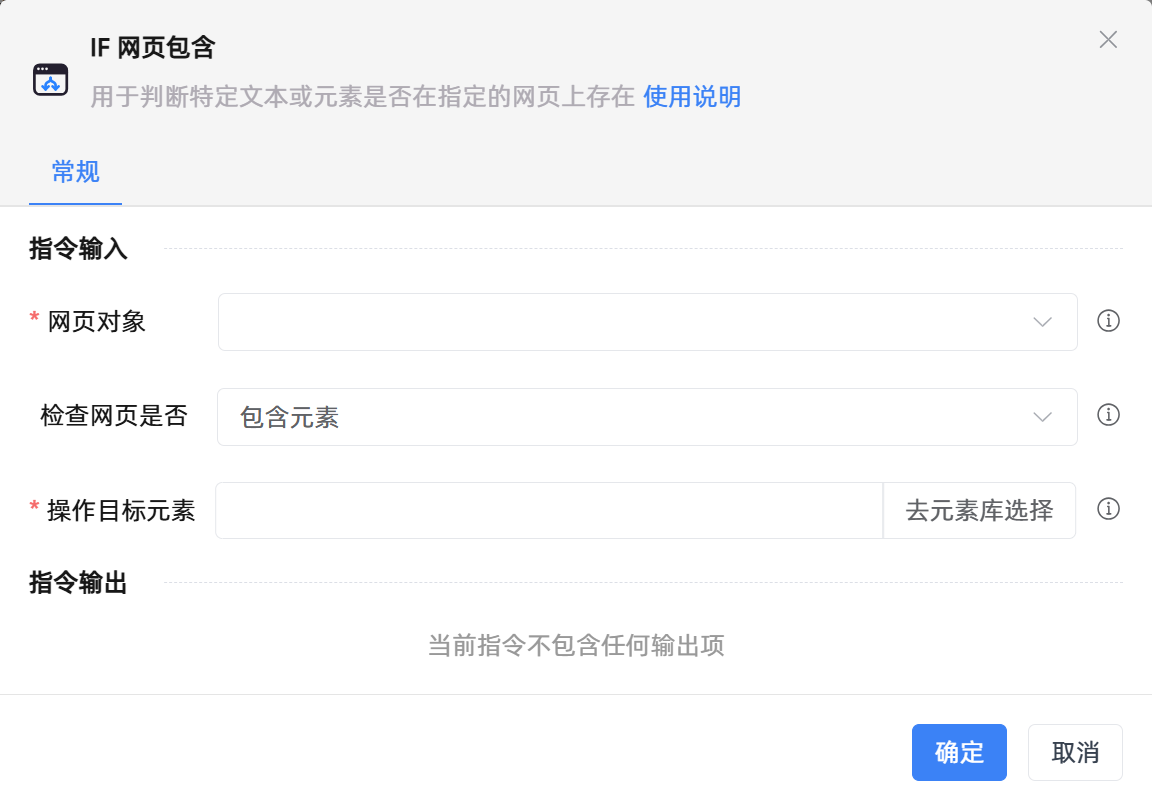 IF 网页包含
用于判断特定文本或元素是否在指定的网页上存在 使用说明
常规
指令输入
* 网页对象
检查网页是否 包含元素
* 操作目标元素 去元素库选择
指令输出
当前指令不包含任何输出项
确定 取消